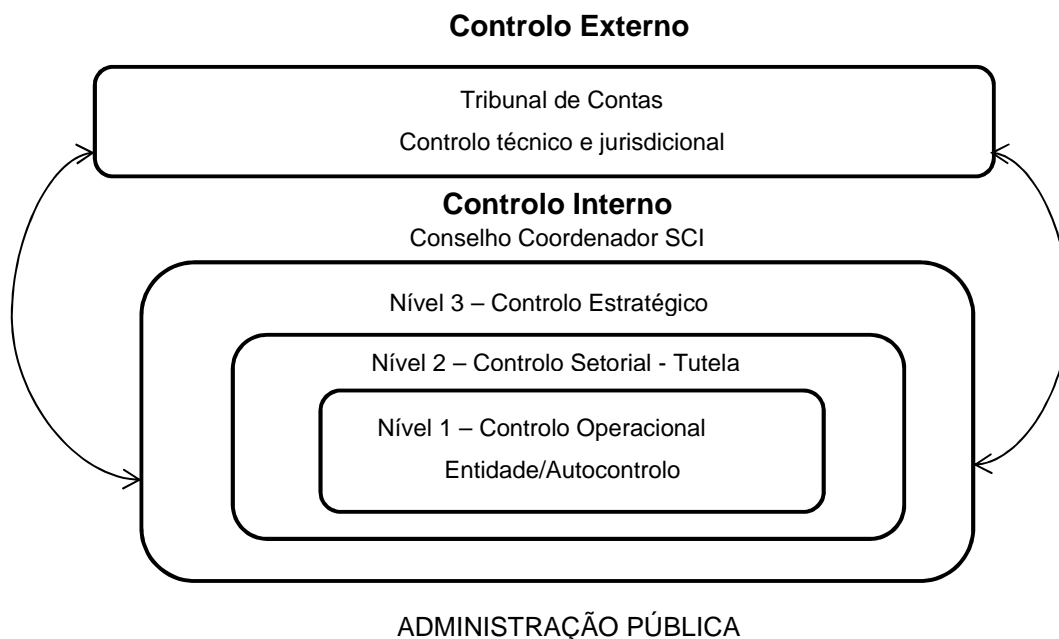 Controlo Externo
Tribunal de Contas
Controlo técnico e jurisdicional
Controlo Interno
Conselho Coordenador SCI
Nível 3 – Controlo Estratégico
Nível 2 – Controlo Setorial - Tutela
Nível 1 – Controlo Operacional
Entidade/Autocontrolo
ADMINISTRAÇÃO PÚBLICA